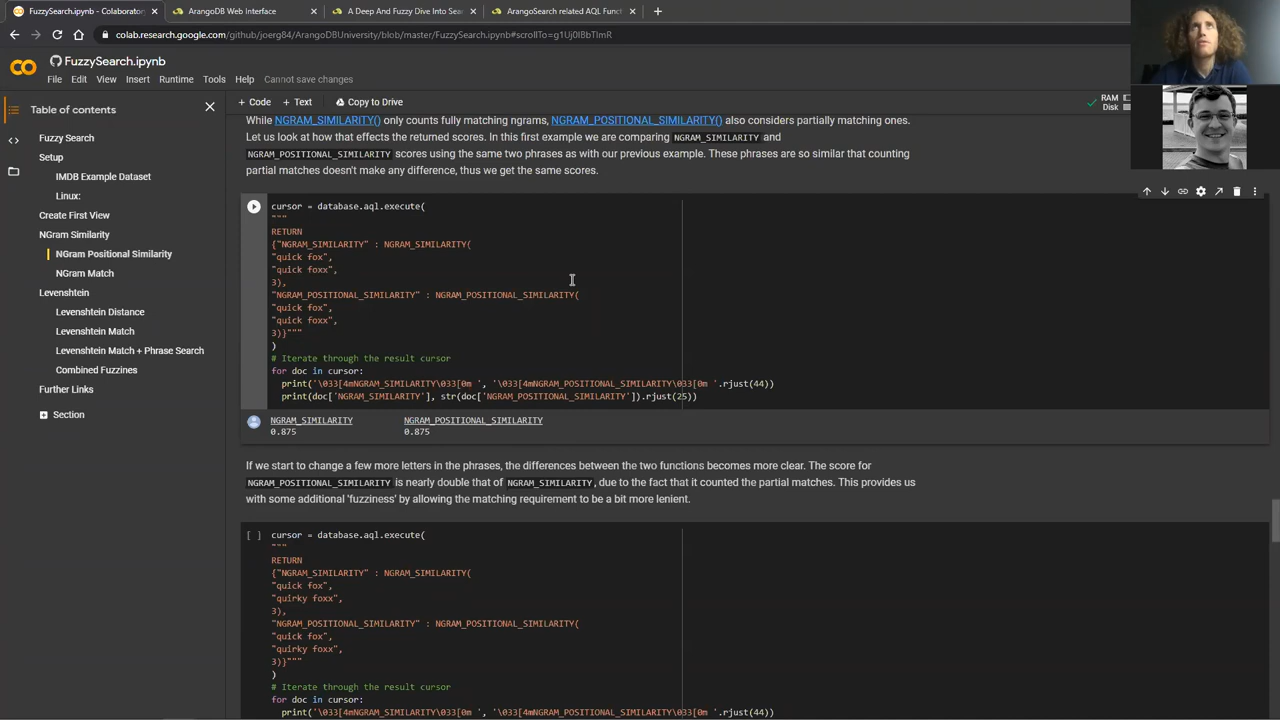 FuzzySearch.ipynb - Colaborator
ArangoDB Web Interface
A Deep And Fuzzy Dive Into Sea
ArangoSearch related AQL Funct
colab.research.google.com/github/joerg84/ArangoDBUniversity/blob/master/FuzzySearch.ipynb#scrollTo=g1Uj0IBbTlmR
CO
FuzzySearch.ipynb
File Edit View Insert Runtime Tools Help Cannot save changes
Table of contents
Fuzzy Search
Setup
IMDB Example Dataset
Linux:
Create First View
NGram Similarity
NGram Positional Similarity
NGram Match
Levenshtein
Levenshtein Distance
Levenshtein Match
Levenshtein Match + Phrase Search
Combined Fuzzines
Further Links
Section
+ Code + Text Copy to Drive
RAM
Disk
While NGRAM_SIMILARITY() only counts fully matching ngrams, NGRAM_POSITIONAL_SIMILARITY() also considers partially matching ones.
Let us look at how that effects the returned scores. In this first example we are comparing NGRAM_SIMILARITY and
NGRAM_POSITIONAL_SIMILARITY scores using the same two phrases as with our previous example. These phrases are so similar that counting
partial matches doesn't make any difference, thus we get the same scores.
cursor = database.aql.execute(
"""
RETURN
{"NGRAM_SIMILARITY" : NGRAM_SIMILARITY(
"quick fox",
"quick foxx",
3),
"NGRAM_POSITIONAL_SIMILARITY" : NGRAM_POSITIONAL_SIMILARITY(
"quick fox",
"quick foxx",
3)}"""
)
# Iterate through the result cursor
for doc in cursor:
print('\033[4mNGRAM_SIMILARITY\033[0m ', '\033[4mNGRAM_POSITIONAL_SIMILARITY\033[0m '.rjust(44))
print(doc['NGRAM_SIMILARITY'], str(doc['NGRAM_POSITIONAL_SIMILARITY']).rjust(25))
NGRAM_SIMILARITY NGRAM_POSITIONAL_SIMILARITY
0.875 0.875
If we start to change a few more letters in the phrases, the differences between the two functions becomes more clear. The score for
NGRAM_POSITIONAL_SIMILARITY is nearly double that of NGRAM_SIMILARITY, due to the fact that it counted the partial matches. This provides us
with some additional 'fuzziness' by allowing the matching requirement to be a bit more lenient.
[ ] cursor = database.aql.execute(
"""
RETURN
{"NGRAM_SIMILARITY" : NGRAM_SIMILARITY(
"quick fox",
"quirky foxx",
3),
"NGRAM_POSITIONAL_SIMILARITY" : NGRAM_POSITIONAL_SIMILARITY(
"quick fox",
"quirky foxx",
3)}"""
)
# Iterate through the result cursor
for doc in cursor:
print('\033[4mNGRAM_SIMILARITY\033[0m ', '\033[4mNGRAM_POSITIONAL_SIMILARITY\033[0m '.rjust(44))